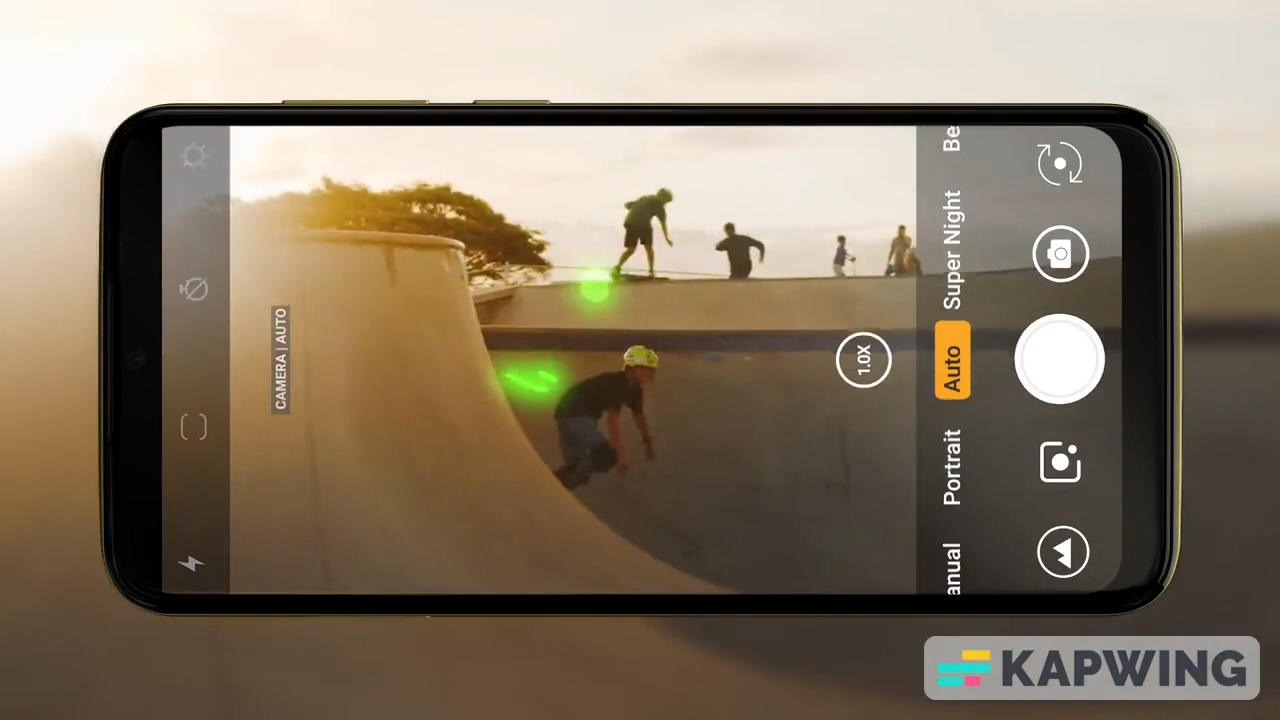 CAMERA | AUTO
1.0X
Be
Super Night
Auto
Portrait
anual
KAPWING